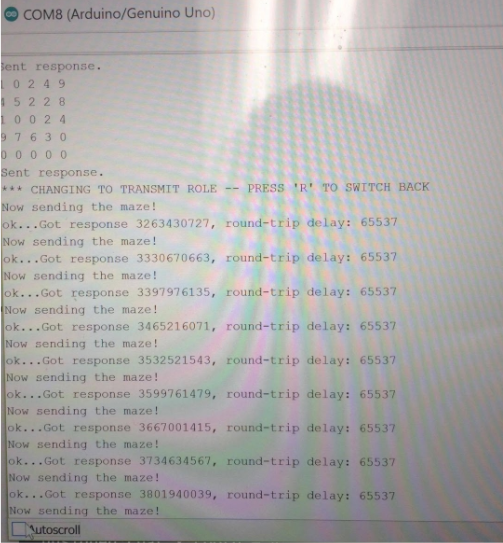 COM8 (Arduino/Genuino Uno)
Sent response.
1 0 2 4 9
4 5 2 2 8
1 0 0 2 4
9 7 6 3 0
0 0 0 0 0
Sent response.
*** CHANGING TO TRANSMIT ROLE -- PRESS 'R' TO SWITCH BACK
Now sending the maze!
ok...Got response 3263430727, round-trip delay: 65537
Now sending the maze!
ok...Got response 3330670663, round-trip delay: 65537
Now sending the maze!
ok...Got response 3397976135, round-trip delay: 65537
Now sending the maze!
ok...Got response 3465216071, round-trip delay: 65537
Now sending the maze!
ok...Got response 3532521543, round-trip delay: 65537
Now sending the maze!
ok...Got response 3599761479, round-trip delay: 65537
Now sending the maze!
ok...Got response 3667001415, round-trip delay: 65537
Now sending the maze!
ok...Got response 3734634567, round-trip delay: 65537
Now sending the maze!
ok...Got response 3801940039, round-trip delay: 65537
Now sending the maze!
Autoscroll